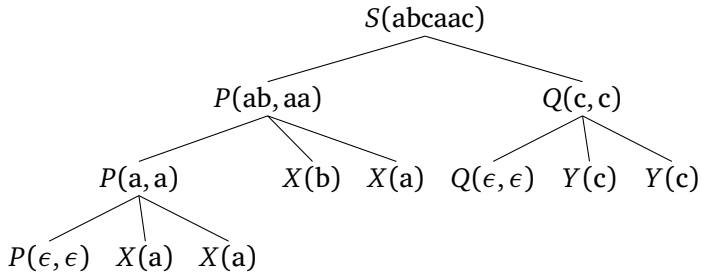 S(abcaac)
P(ab, aa) Q(c, c)
P(a, a) X(b) X(a) Q(ϵ, ϵ) Y(c) Y(c)
P(ϵ, ϵ) X(a) X(a)